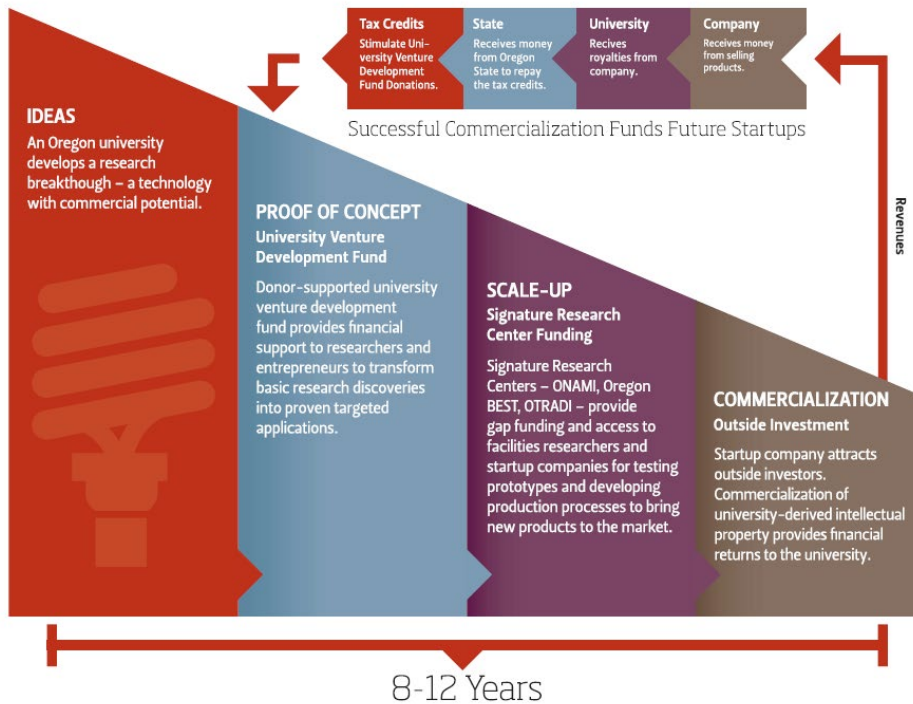 Tax Credits
Stimulate Uni-
versity Venture
Development
Fund Donations.
State
Receives money
from Oregon
State to repay
the tax credits.
University
Recives
royalties from
company.
Company
Receives money
from selling
products.
Successful Commercialization Funds Future Startups
IDEAS
An Oregon university
develops a research
breakthough – a technology
with commercial potential.
PROOF OF CONCEPT
University Venture
Development Fund
Donor-supported university
venture development
fund provides financial
support to researchers and
entrepreneurs to transform
basic research discoveries
into proven targeted
applications.
SCALE-UP
Signature Research
Center Funding
Signature Research
Centers – ONAMI, Oregon
BEST, OTRADI – provide
gap funding and access to
facilities researchers and
startup companies for testing
prototypes and developing
production processes to bring
new products to the market.
COMMERCIALIZATION
Outside Investment
Startup company attracts
outside investors.
Commercialization of
university-derived intellectual
property provides financial
returns to the university.
Revenues
8-12 Years